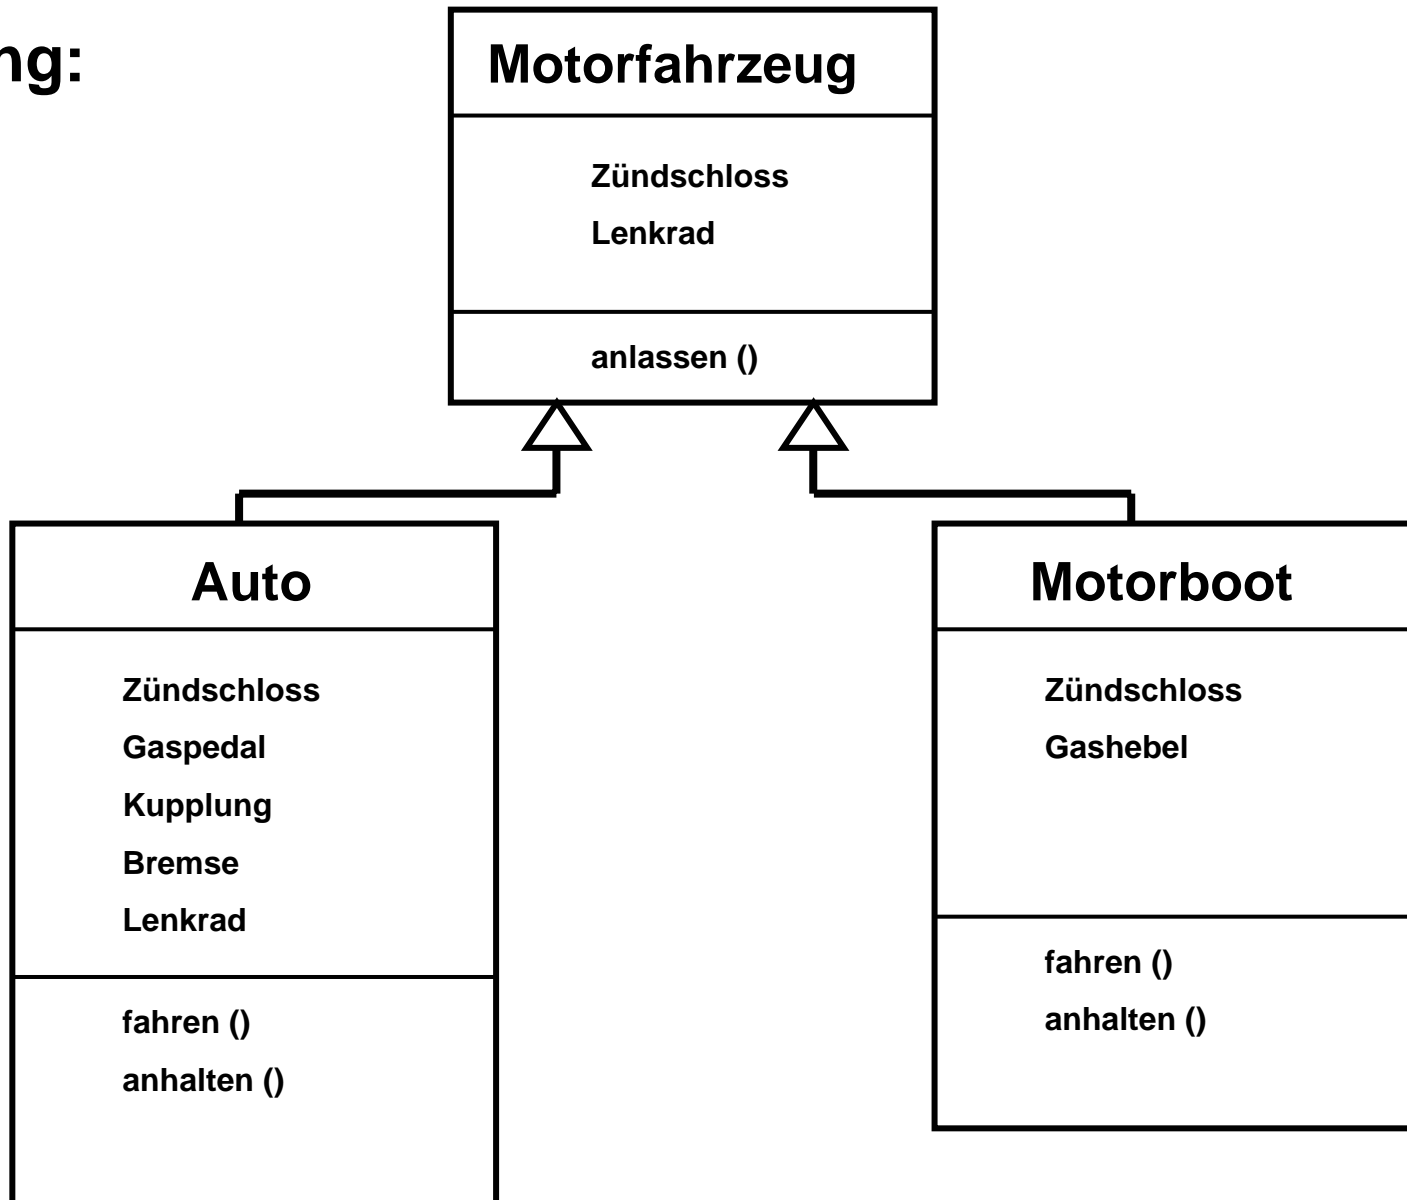 ng:
Motorfahrzeug
Zündschloss
Lenkrad
anlassen ()
Auto
Zündschloss
Gaspedal
Kupplung
Bremse
Lenkrad
fahren ()
anhalten ()
Motorboot
Zündschloss
Gashebel
fahren ()
anhalten ()